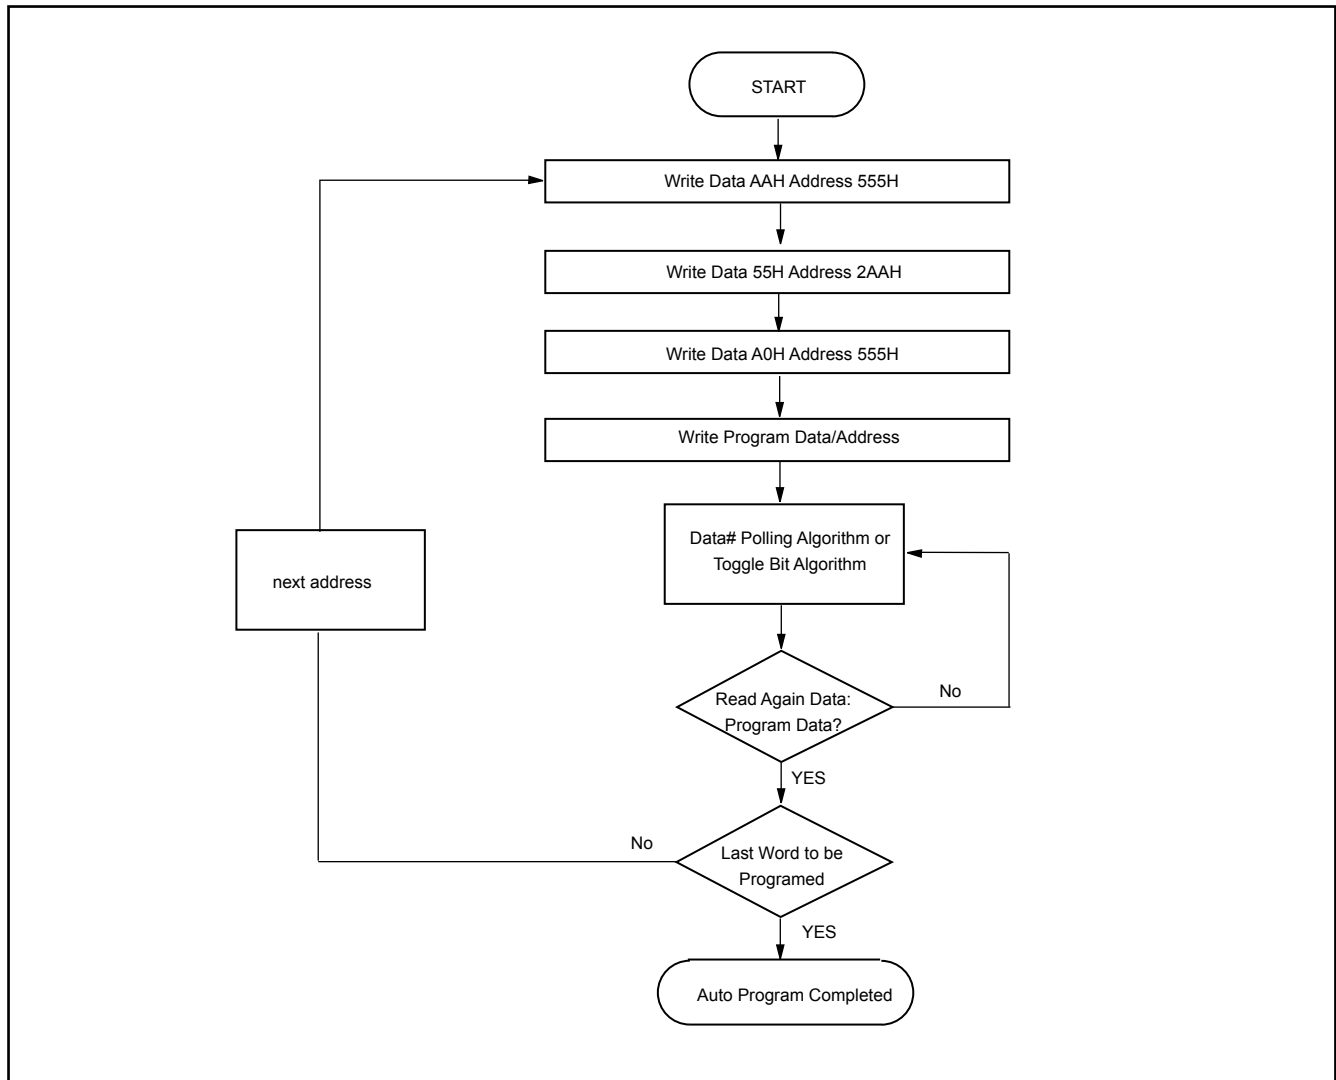 START
Write Data AAH Address 555H
Write Data 55H Address 2AAH
Write Data A0H Address 555H
Write Program Data/Address
Data# Polling Algorithm or
Toggle Bit Algorithm
next address
Read Again Data:
Program Data?
No
YES
No
Last Word to be
Programed
YES
Auto Program Completed